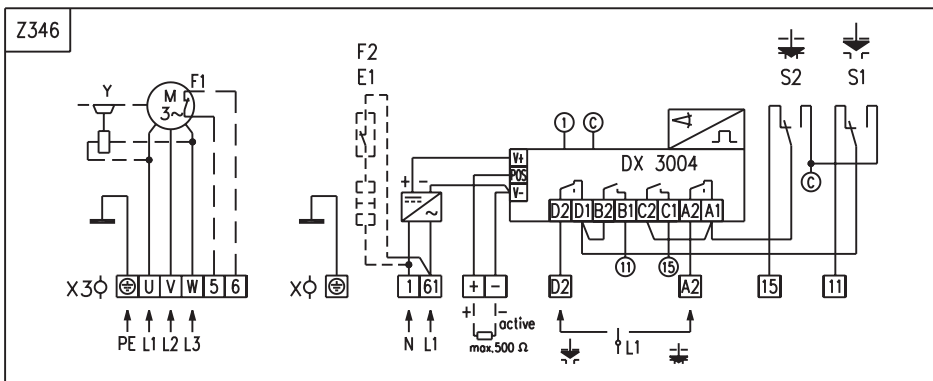 Z346
F2
E1
S2 S1
Y
F1
M
3~
1 C
DX 3004
V+
POS
V-
+ -
~
C
D2 D1 B2 B1 C2 C1 A2 A1
11 15
X3 U V W 5 6
X
1 61
+ -
D2
A2
15
11
PE L1 L2 L3
N L1
+ -
active
max.500 Ω
L1